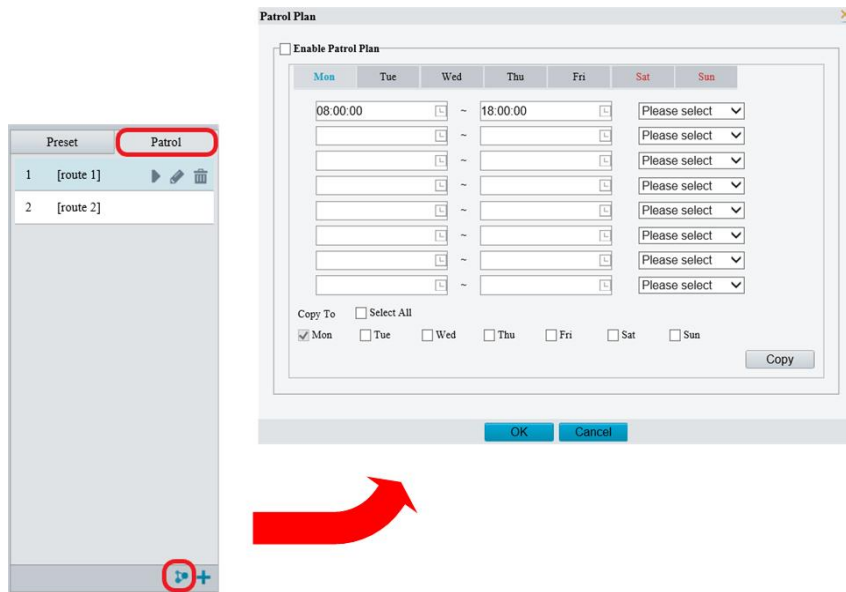 Patrol Plan
Enable Patrol Plan
Mon Tue Wed Thu Fri Sat Sun
08:00:00 ~ 18:00:00 Please select
~ Please select
~ Please select
~ Please select
~ Please select
~ Please select
~ Please select
~ Please select
Copy To Select All
Mon Tue Wed Thu Fri Sat Sun
Copy
OK Cancel
Preset Patrol
1 [route 1]
2 [route 2]